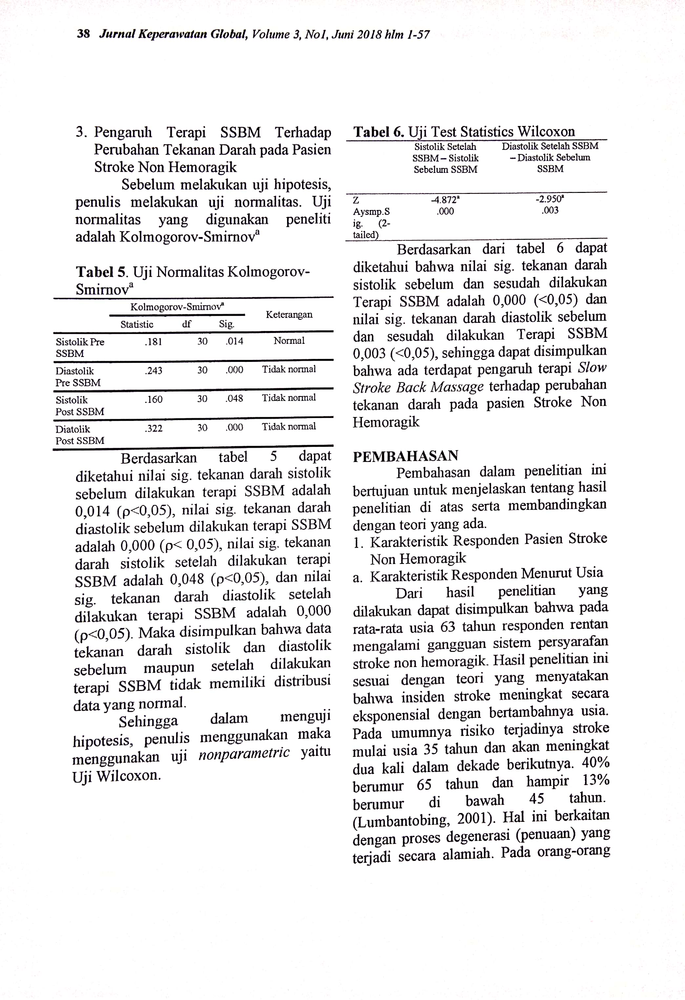 38 Jurnal Keperawatan Global, Volume 3, No1, Juni 2018 hlm 1-57
3. Pengaruh Terapi SSBM Terhadap
Perubahan Tekanan Darah pada Pasien
Stroke Non Hemoragik
Sebelum melakukan uji hipotesis,
penulis melakukan uji normalitas. Uji
normalitas yang digunakan peneliti
adalah Kolmogorov-Smirnovª
Tabel 5. Uji Normalitas Kolmogorov-
Smirnovª
Kolmogorov-Smirnovª
Keterangan
Statistic df Sig.
Sistolik Pre .181 30 .014 Normal
SSBM
Diastolik .243 30 .000 Tidak normal
Pre SSBM
Sistolik .160 30 .048 Tidak normal
Post SSBM
Diatolik .322 30 .000 Tidak normal
Post SSBM
Berdasarkan tabel 5 dapat
diketahui nilai sig. tekanan darah sistolik
sebelum dilakukan terapi SSBM adalah
0,014 (ρ<0,05), nilai sig. tekanan darah
diastolik sebelum dilakukan terapi SSBM
adalah 0,000 (ρ< 0,05), nilai sig. tekanan
darah sistolik setelah dilakukan terapi
SSBM adalah 0,048 (ρ<0,05), dan nilai
sig. tekanan darah diastolik setelah
dilakukan terapi SSBM adalah 0,000
(ρ<0,05). Maka disimpulkan bahwa data
tekanan darah sistolik dan diastolik
sebelum maupun setelah dilakukan
terapi SSBM tidak memiliki distribusi
data yang normal.
Sehingga dalam menguji
hipotesis, penulis menggunakan maka
menggunakan uji nonparametric yaitu
Uji Wilcoxon.
Tabel 6. Uji Test Statistics Wilcoxon
Sistolik Setelah Diastolik Setelah SSBM
SSBM – Sistolik – Diastolik Sebelum
Sebelum SSBM SSBM
Z -4.872ª -2.950ª
Aysmp.S .000 .003
ig. (2-
tailed)
Berdasarkan dari tabel 6 dapat
diketahui bahwa nilai sig. tekanan darah
sistolik sebelum dan sesudah dilakukan
Terapi SSBM adalah 0,000 (<0,05) dan
nilai sig. tekanan darah diastolik sebelum
dan sesudah dilakukan Terapi SSBM
0,003 (<0,05), sehingga dapat disimpulkan
bahwa ada terdapat pengaruh terapi Slow
Stroke Back Massage terhadap perubahan
tekanan darah pada pasien Stroke Non
Hemoragik
PEMBAHASAN
Pembahasan dalam penelitian ini
bertujuan untuk menjelaskan tentang hasil
penelitian di atas serta membandingkan
dengan teori yang ada.
1. Karakteristik Responden Pasien Stroke
Non Hemoragik
a. Karakteristik Responden Menurut Usia
Dari hasil penelitian yang
dilakukan dapat disimpulkan bahwa pada
rata-rata usia 63 tahun responden rentan
mengalami gangguan sistem persyarafan
stroke non hemoragik. Hasil penelitian ini
sesuai dengan teori yang menyatakan
bahwa insiden stroke meningkat secara
eksponensial dengan bertambahnya usia.
Pada umumnya risiko terjadinya stroke
mulai usia 35 tahun dan akan meningkat
dua kali dalam dekade berikutnya. 40%
berumur 65 tahun dan hampir 13%
berumur di bawah 45 tahun.
(Lumbantobing, 2001). Hal ini berkaitan
dengan proses degenerasi (penuaan) yang
terjadi secara alamiah. Pada orang-orang